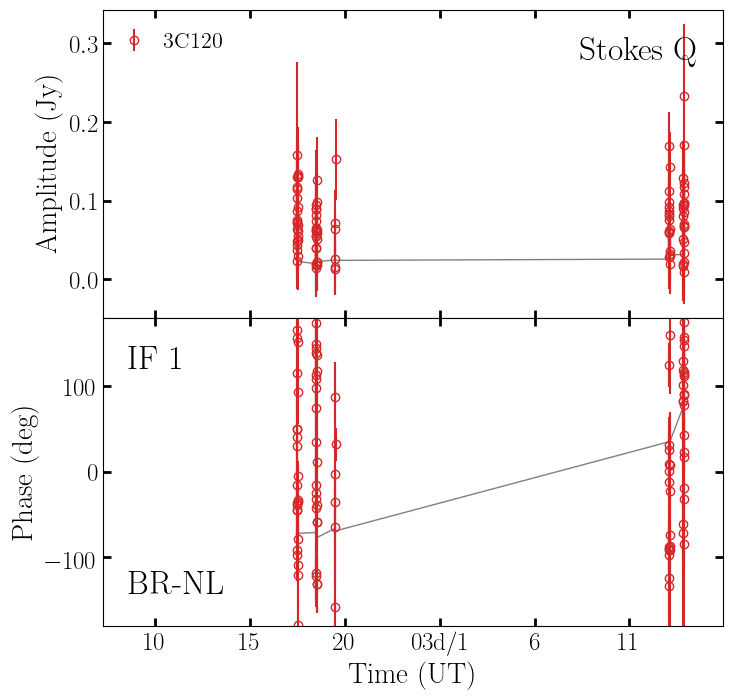 3C120
Stokes Q
0.3
0.2
0.1
0.0
Amplitude (Jy)
IF 1
100
0
−100
Phase (deg)
BR-NL
10 15 20 03d/1 6 11
Time (UT)